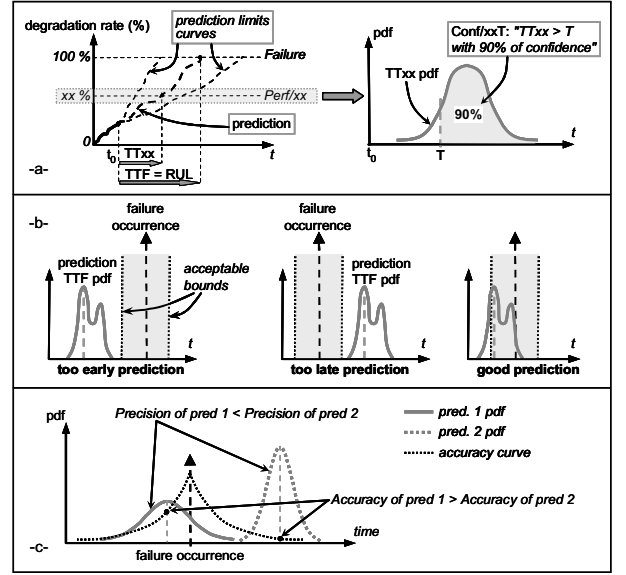 degradation rate (%)
prediction limits
curves
100 %
Failure
xx %
Perf/xx
prediction
0
t0
TTxx
t
TTF = RUL
-a-
pdf
Conf/xxT: "TTxx > T
with 90% of confidence"
TTxx pdf
90%
t0
T
t
-b-
failure
occurrence
prediction
TTF pdf
acceptable
bounds
t
too early prediction
failure
occurrence
prediction
TTF pdf
t
too late prediction
t
good prediction
pdf
Precision of pred 1 < Precision of pred 2
pred. 1 pdf
pred. 2 pdf
accuracy curve
Accuracy of pred 1 > Accuracy of pred 2
time
-c-
failure occurrence